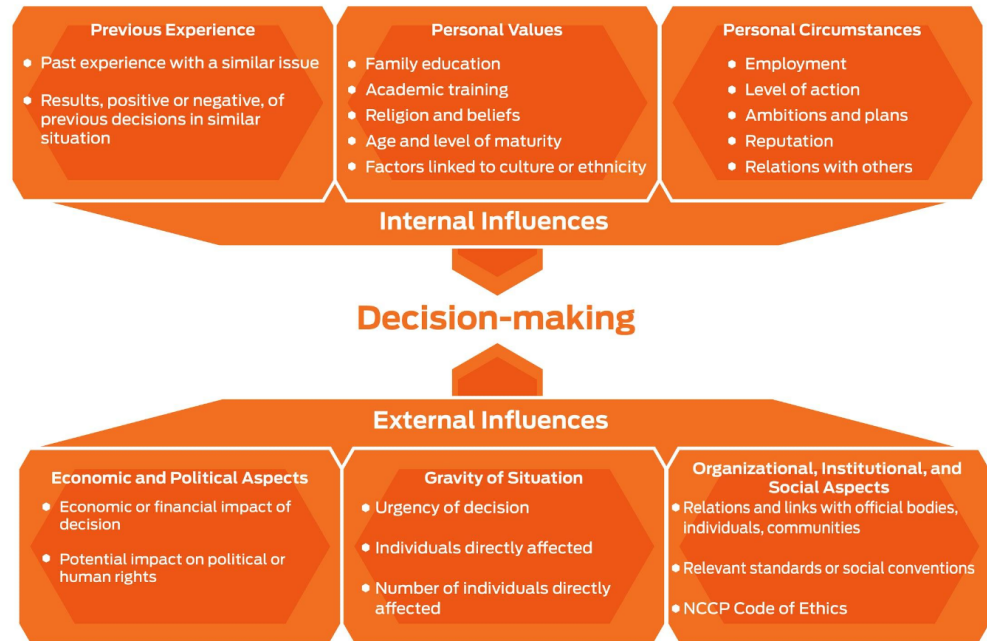 Previous Experience
Past experience with a similar issue
Results, positive or negative, of
previous decisions in similar
situation
Personal Values
Family education
Academic training
Religion and beliefs
Age and level of maturity
Factors linked to culture or ethnicity
Personal Circumstances
Employment
Level of action
Ambitions and plans
Reputation
Relations with others
Internal Influences
Decision-making
External Influences
Economic and Political Aspects
Economic or financial impact of
decision
Potential impact on political or
human rights
Gravity of Situation
Urgency of decision
Individuals directly affected
Number of individuals directly
affected
Organizational, Institutional, and
Social Aspects
Relations and links with official bodies,
individuals, communities
Relevant standards or social conventions
NCCP Code of Ethics